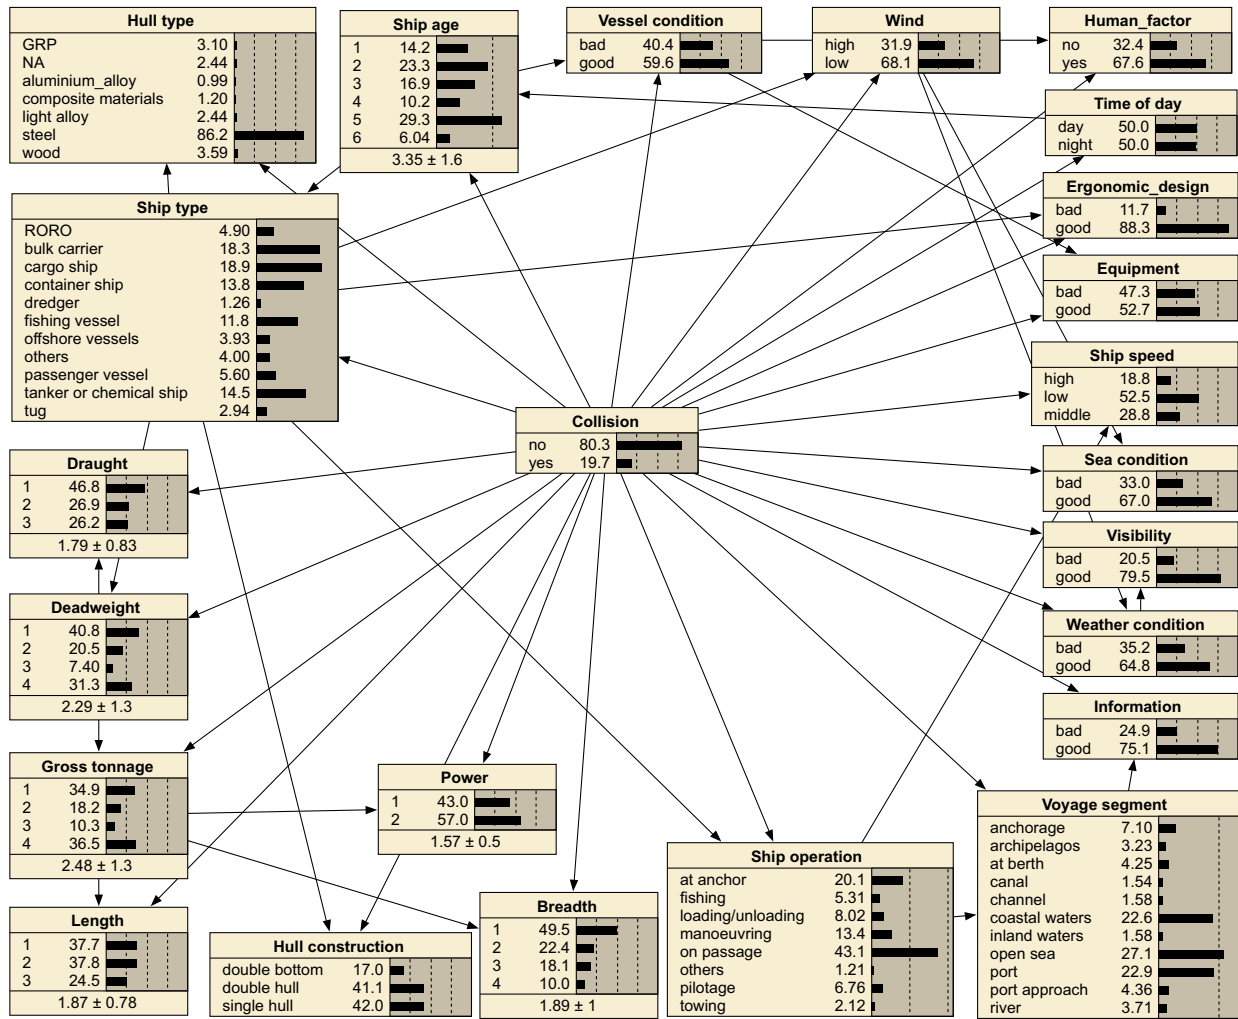 Hull type
GRP 3.10
NA 2.44
aluminium_alloy 0.99
composite materials 1.20
light alloy 2.44
steel 86.2
wood 3.59
Ship age
1 14.2
2 23.3
3 16.9
4 10.2
5 29.3
6 6.04
3.35 ± 1.6
Vessel condition
bad 40.4
good 59.6
Wind
high 31.9
low 68.1
Human_factor
no 32.4
yes 67.6
Time of day
day 50.0
night 50.0
Ergonomic_design
bad 11.7
good 88.3
Ship type
RORO 4.90
bulk carrier 18.3
cargo ship 18.9
container ship 13.8
dredger 1.26
fishing vessel 11.8
offshore vessels 3.93
others 4.00
passenger vessel 5.60
tanker or chemical ship 14.5
tug 2.94
Equipment
bad 47.3
good 52.7
Ship speed
high 18.8
low 52.5
middle 28.8
Collision
no 80.3
yes 19.7
Draught
1 46.8
2 26.9
3 26.2
1.79 ± 0.83
Sea condition
bad 33.0
good 67.0
Visibility
bad 20.5
good 79.5
Deadweight
1 40.8
2 20.5
3 7.40
4 31.3
2.29 ± 1.3
Weather condition
bad 35.2
good 64.8
Information
bad 24.9
good 75.1
Gross tonnage
1 34.9
2 18.2
3 10.3
4 36.5
2.48 ± 1.3
Power
1 43.0
2 57.0
1.57 ± 0.5
Voyage segment
anchorage 7.10
archipelagos 3.23
at berth 4.25
canal 1.54
channel 1.58
coastal waters 22.6
inland waters 1.58
open sea 27.1
port 22.9
port approach 4.36
river 3.71
Ship operation
at anchor 20.1
fishing 5.31
loading/unloading 8.02
manoeuvring 13.4
on passage 43.1
others 1.21
pilotage 6.76
towing 2.12
Breadth
1 49.5
2 22.4
3 18.1
4 10.0
1.89 ± 1
Length
1 37.7
2 37.8
3 24.5
1.87 ± 0.78
Hull construction
double bottom 17.0
double hull 41.1
single hull 42.0